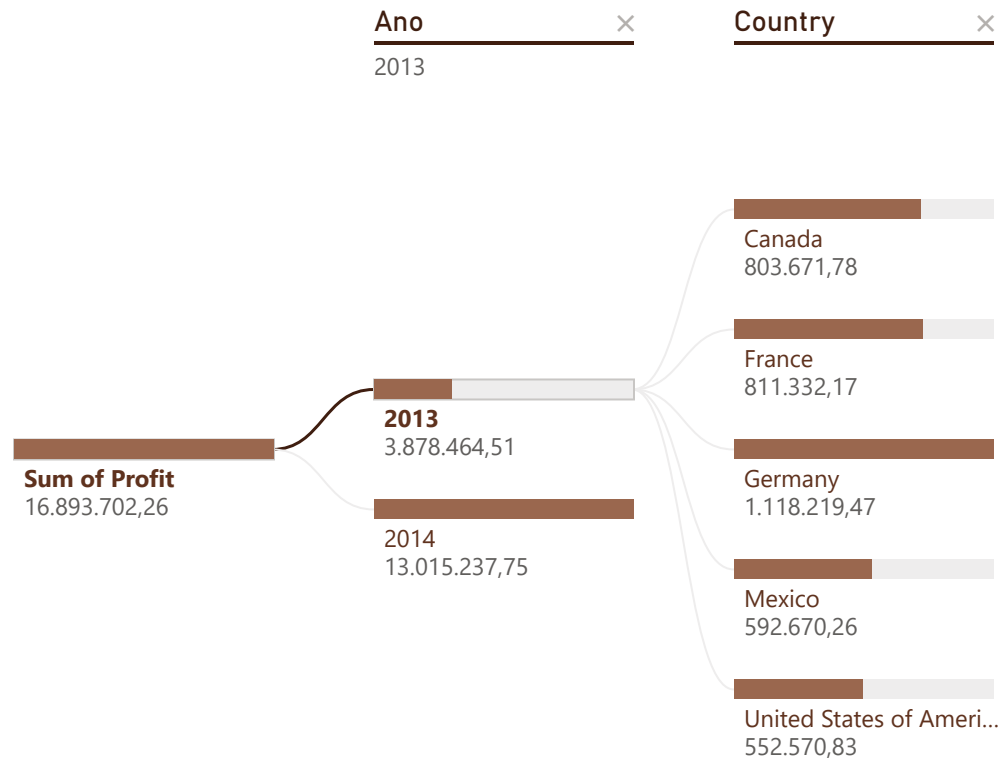 Ano
2013
Country
Sum of Profit
16.893.702,26
2013
3.878.464,51
2014
13.015.237,75
Canada
803.671,78
France
811.332,17
Germany
1.118.219,47
Mexico
592.670,26
United States of Ameri...
552.570,83